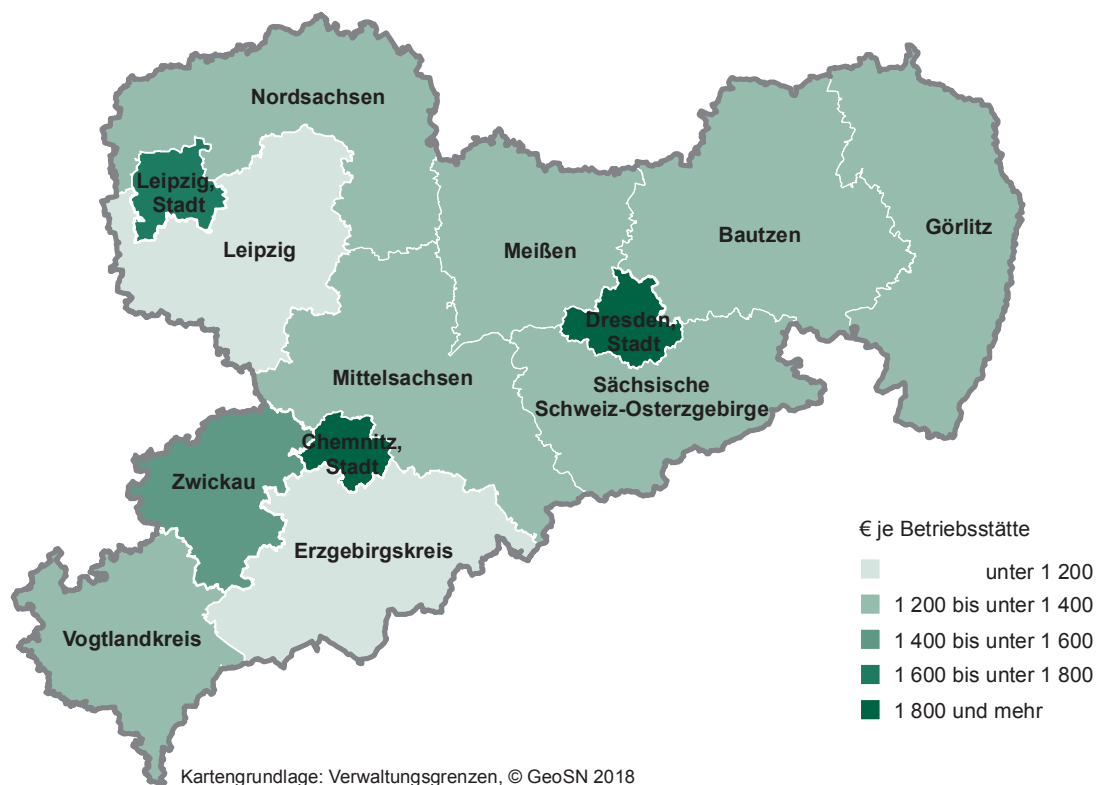 Nordsachsen
Leipzig,
Stadt
Leipzig
Meißen
Bautzen
Görlitz
Dresden,
Stadt
Mittelsachsen
Sächsische
Schweiz-Osterzgebirge
Chemnitz,
Stadt
Zwickau
Erzgebirgskreis
Vogtlandkreis
€ je Betriebsstätte
unter 1 200
1 200 bis unter 1 400
1 400 bis unter 1 600
1 600 bis unter 1 800
1 800 und mehr
Kartengrundlage: Verwaltungsgrenzen, © GeoSN 2018